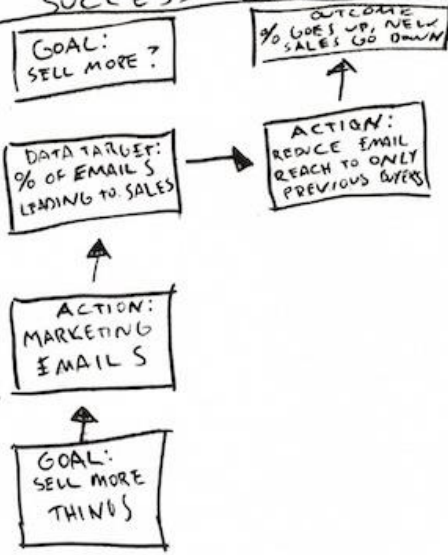 SUCCESS
GOAL:
SELL MORE?
OUTCOME
% GOES UP, NEW
SALES GO DOWN
DATA TARGET:
% OF EMAILS
LEADING TO SALES
ACTION:
REDUCE EMAIL
REACH TO ONLY
PREVIOUS BUYERS
ACTION:
MARKETING
EMAILS
GOAL:
SELL MORE
THINGS